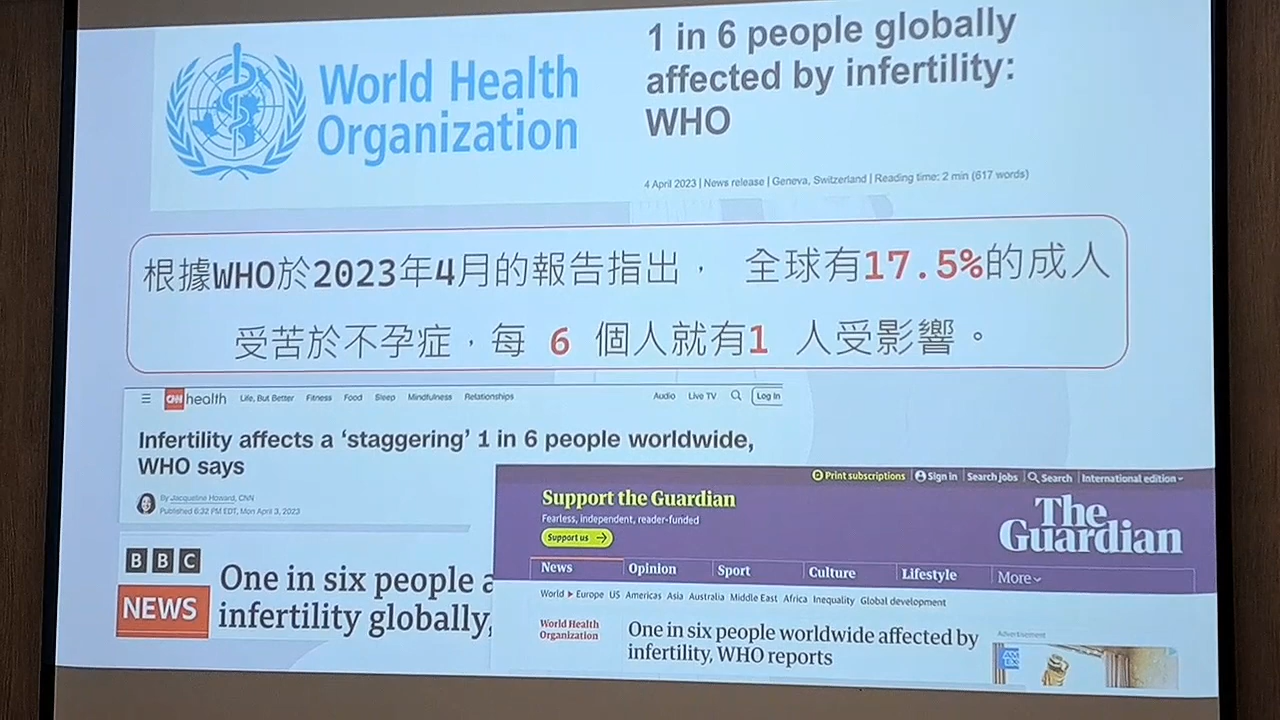 World Health
Organization
1 in 6 people globally
affected by infertility:
WHO
4 April 2023 | News release | Geneva, Switzerland | Reading time: 2 min (617 words)
根據WHO於2023年4月的報告指出， 全球有17.5%的成人
受苦於不孕症，每 6 個人就有1 人受影響。
CNN health Life, But Better Fitness Food Sleep Mindfulness Relationships Audio Live TV Log In
Infertility affects a ‘staggering’ 1 in 6 people worldwide,
WHO says
By Jacqueline Howard, CNN
Published 6:32 PM EDT, Mon April 3, 2023
BBC
NEWS
One in six people a
infertility globally,
Print subscriptions Sign in Search jobs Search International edition
Support the Guardian
Fearless, independent, reader-funded
Support us →
The
Guardian
News Opinion Sport Culture Lifestyle More
World Europe US Americas Asia Australia Middle East Africa Inequality Global development
World Health
Organization
One in six people worldwide affected by
infertility, WHO reports
Advertisement
AM
EX